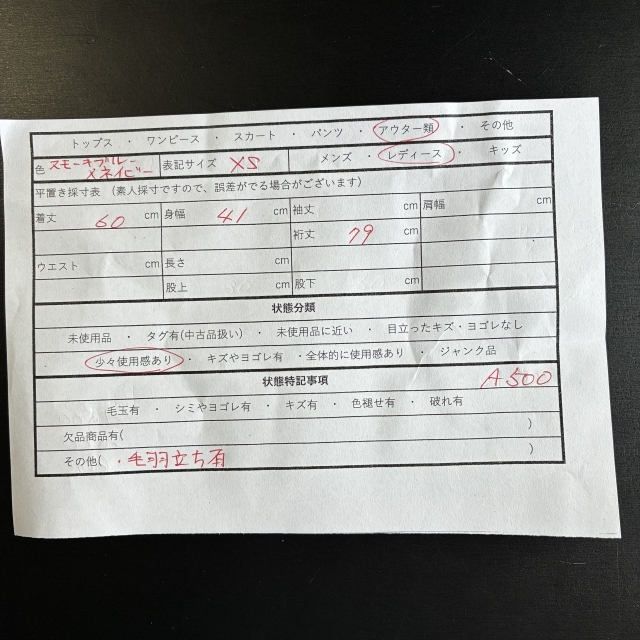 トップス ・ ワンピース ・ スカート ・ パンツ ・ アウター類 ・ その他
色 スモーキブルー×ネイビー 表記サイズ XS メンズ ・ レディース ・ キッズ
平置き採寸表 (素人採寸ですので、誤差がでる場合がございます)
着丈 60 cm 身幅 41 cm 袖丈 cm 肩幅 cm
裄丈 79 cm
ウエスト cm 長さ cm
股上 cm 股下 cm
状態分類
未使用品 ・ タグ有(中古品扱い) ・ 未使用品に近い ・ 目立ったキズ・ヨゴレなし
少々使用感あり ・ キズやヨゴレ有 ・全体的に使用感あり ・ ジャンク品
状態特記事項 A500
毛玉有 ・ シミやヨゴレ有 ・ キズ有 ・ 色褪せ有 ・ 破れ有
欠品商品有( )
その他( ・毛羽立ち有 )